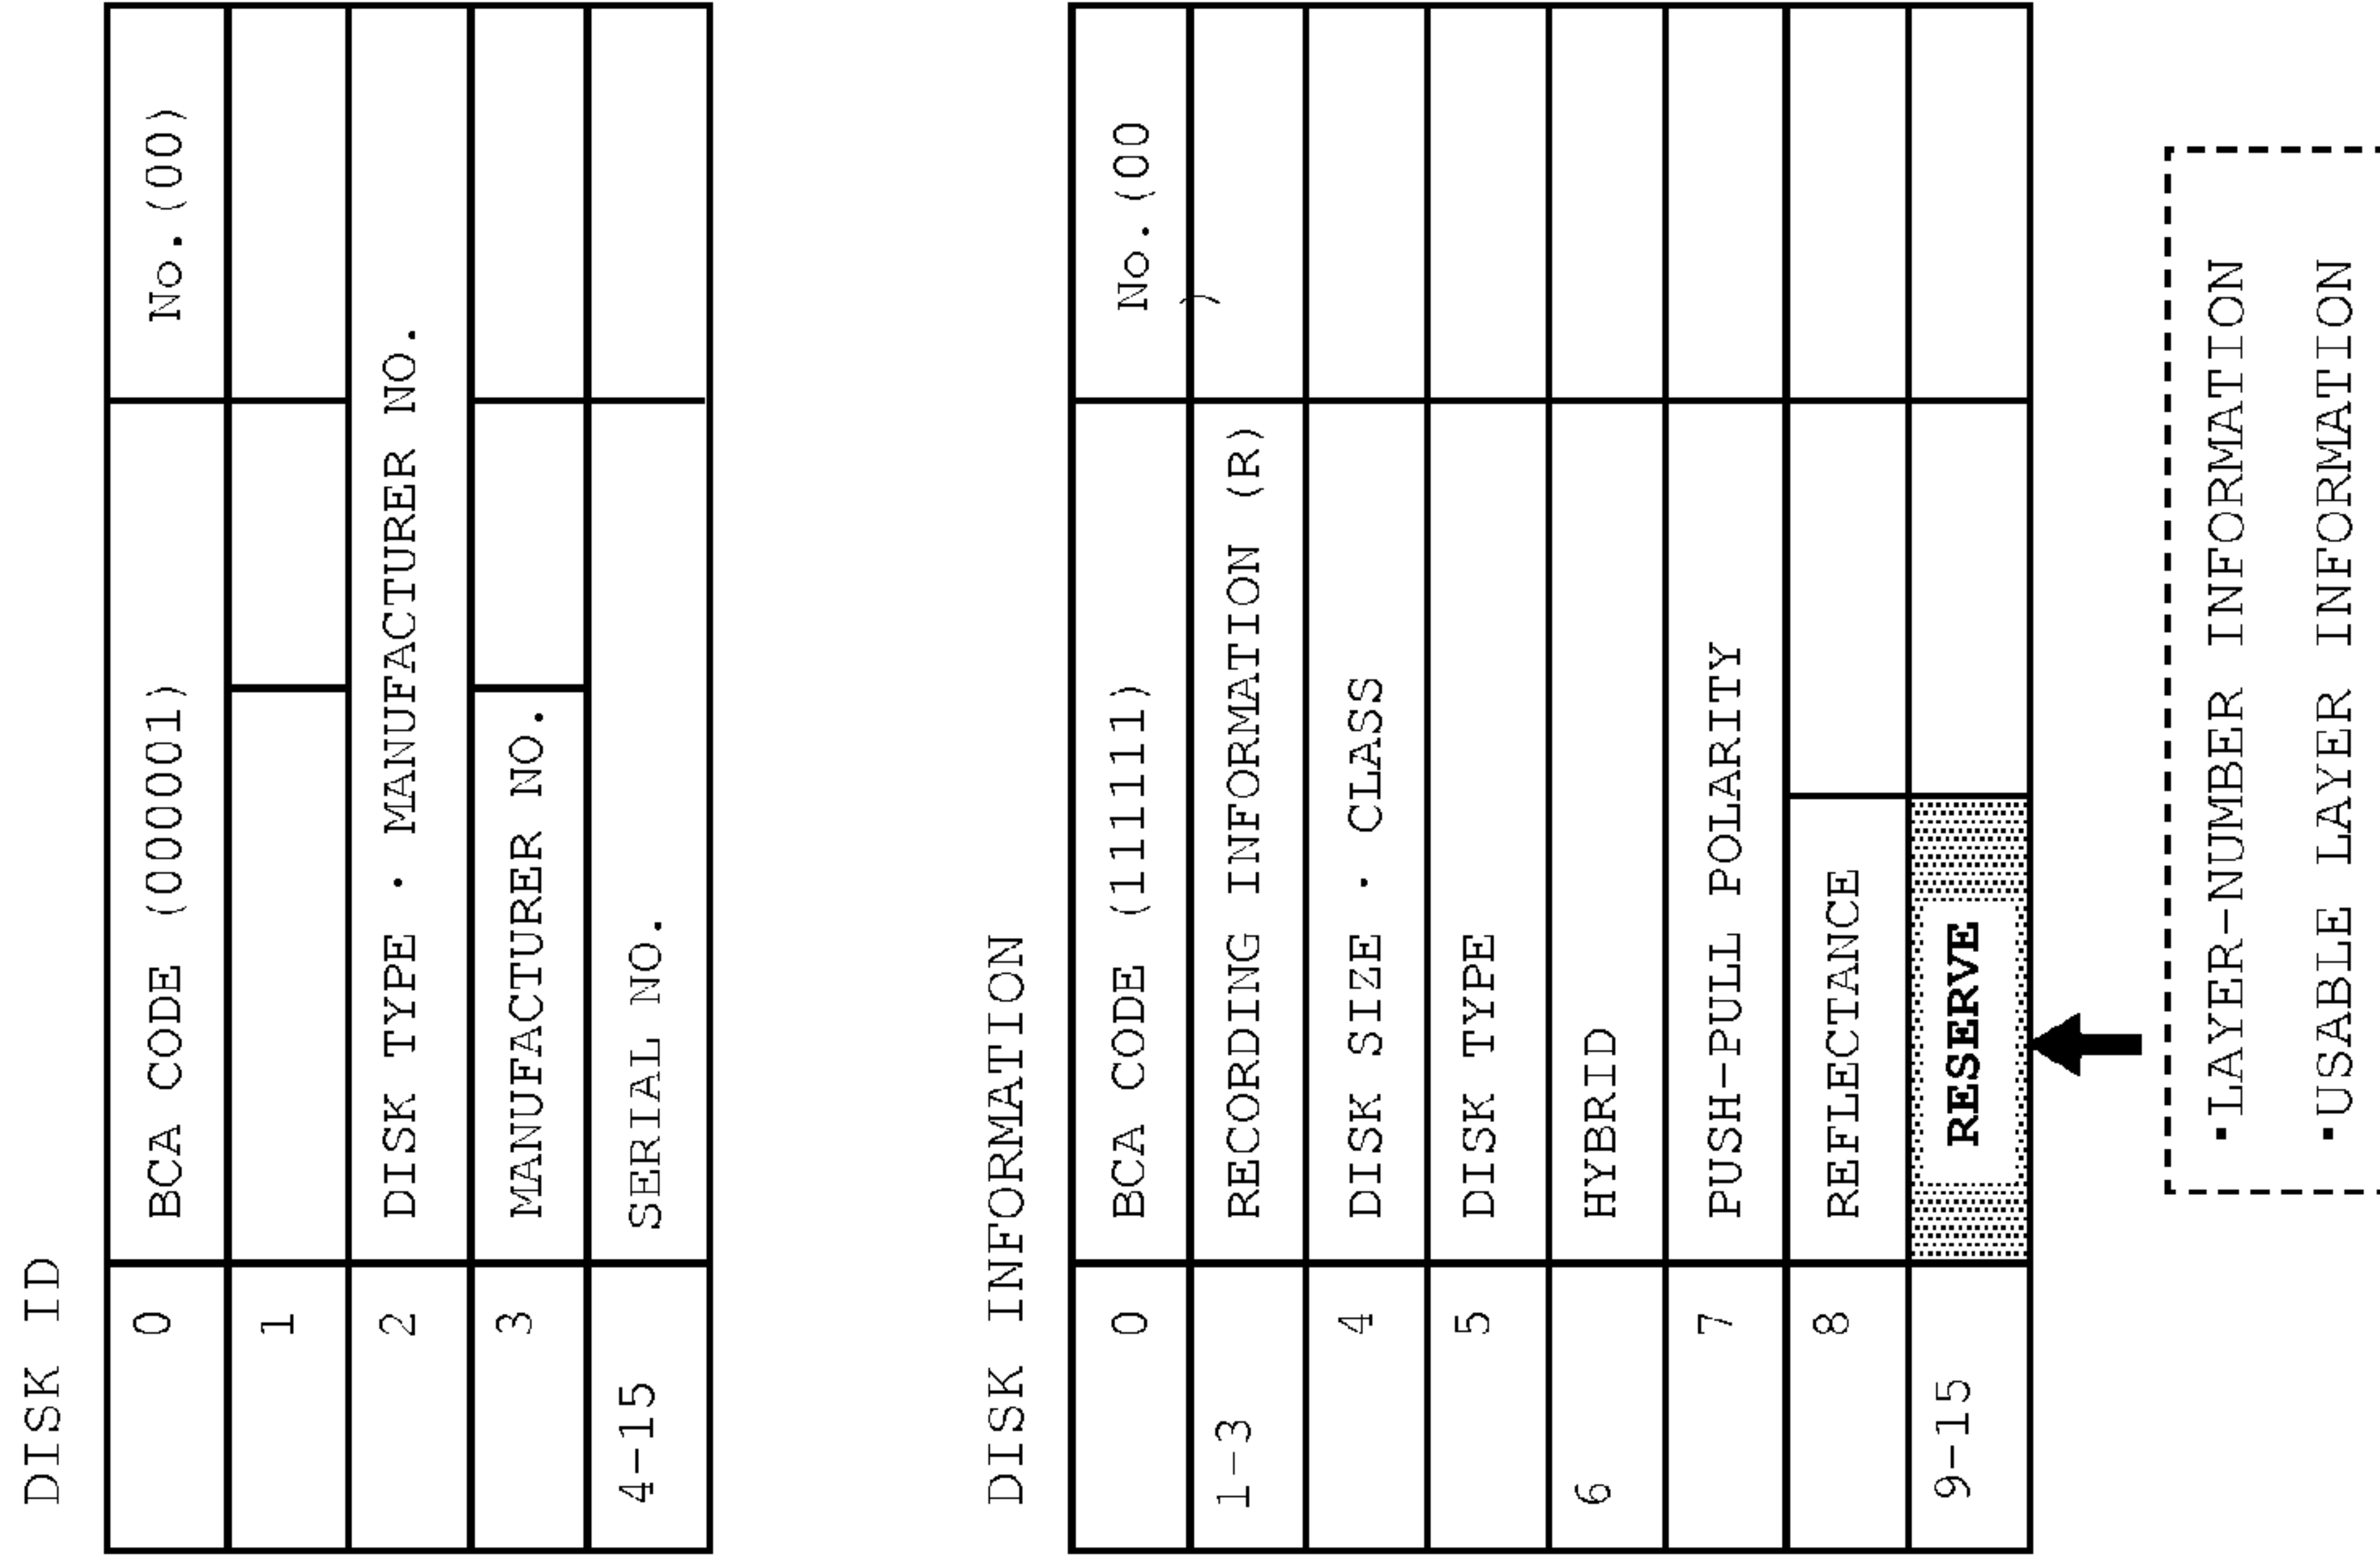 DISK ID
0 BCA CODE (000001) No.(00)
1
2 DISK TYPE · MANUFACTURER NO.
3 MANUFACTURER NO.
4-15 SERIAL NO.
DISK INFORMATION
0 BCA CODE (111111) No.(00
)
1-3 RECORDING INFORMATION (R)
4 DISK SIZE · CLASS
5 DISK TYPE
6 HYBRID
7 PUSH-PULL POLARITY
8 REFLECTANCE
9-15 RESERVE
·LAYER-NUMBER INFORMATION
·USABLE LAYER INFORMATION